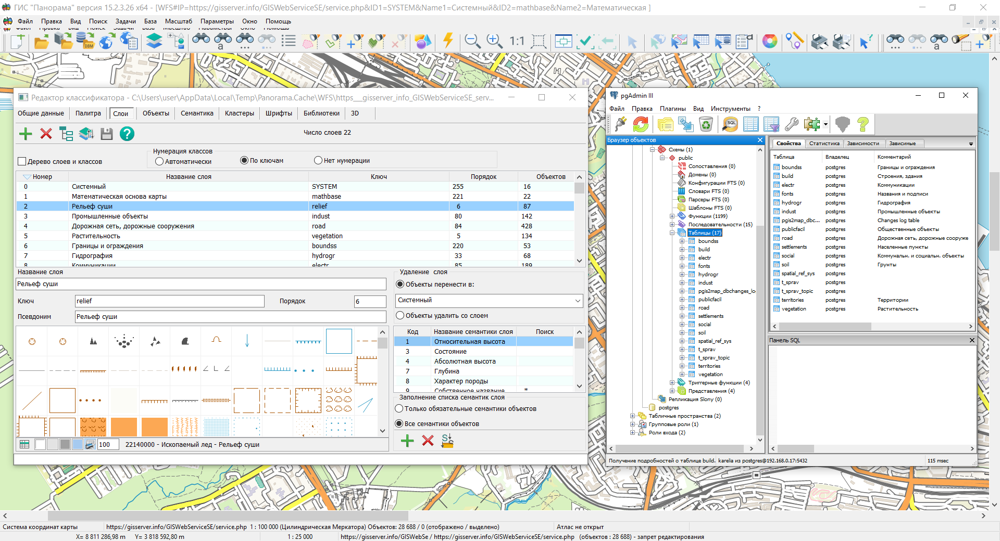 ГИС "Панорама" версия 15.2.3.26 x64 - [WFS#IP=https://gisserver.info/GISWebServiceSE/service.php&ID1=SYSTEM&Name1=Системный&ID2=mathbase&Name2=Математическая ]
Файл Правка Вид Поиск Задачи База Масштаб Параметры Окно Помощь
DBM a 1:1 a
Редактор классификатора - C:\Users\user\AppData\Local\Temp\Panorama.Cache\WFS\https___gisserver_info_GISWebServiceSE_serv...
Общие данные Палитра Слои Объекты Семантика Кластеры Шрифты Библиотеки 3D
Число слоев 22
Нумерация классов
Дерево слоев и классов Автоматически По ключам Нет нумерации
Номер Название слоя Ключ Порядок Объектов
0 Системный SYSTEM 255 16
1 Математическая основа карты mathbase 221 22
2 Рельеф суши relief 6 87
3 Промышленные объекты indust 80 142
4 Дорожная сеть, дорожные сооружения road 84 428
5 Растительность vegetation 5 134
6 Границы и ограждения boundss 220 53
7 Гидрография hydrogr 33 68
8 Коммуникации electr 85 189
Название слоя
Рельеф суши
Ключ relief Порядок 6
Псевдоним Рельеф суши
100 22140000 - Ископаемый лед - Рельеф суши
Удаление слоя
Объекты перенести в:
Системный
Объекты удалить со слоем
Код Название семантики слоя Поиск
1 Относительная высота
3 Состояние
4 Абсолютная высота
7 Глубина
8 Характер породы
9 Собственное название *
Заполнение списка семантик слоя
Только обязательные семантики объектов
Все семантики объектов
pgAdmin III
Файл Правка Плагины Вид Инструменты ?
SQL
Браузер объектов
Схемы (1)
public
Сопоставления (0)
Домены (0)
Конфигурации FTS (0)
Словари FTS (0)
Парсеры FTS (0)
Шаблоны FTS (0)
Функции (1199)
Последовательности (15)
Таблицы (17)
boundss
build
electr
fonts
hydrogr
indust
pgis2map_dbchanges_lo
publicfacil
road
settlements
social
soil
spatial_ref_sys
t_sprav
t_sprav_topic
territories
vegetation
Триггерные функции (4)
Представления (4)
Репликация Slony (0)
postgres
Табличные пространства (2)
Групповые роли (1)
Роли входа (2)
Свойства Статистика Зависимости Зависимые
Таблица Владелец Комментарий
boundss postgres Границы и ограждения
build postgres Строения, здания
electr postgres Коммуникации
fonts postgres Названия и подписи
hydrogr postgres Гидрография
indust postgres Промышленные объекты
pgis2map_dbc... postgres Changes log table
publicfacil postgres Общественные объекты
road postgres Дорожная сеть, дорожные сооруже
settlements postgres Населенные пункты
social postgres Коммунальн. и социальн. объекты
soil postgres Грунты
spatial_ref_sys postgres
t_sprav postgres
t_sprav_topic postgres
territories postgres Территории
vegetation postgres Растительность
Панель SQL
Получение подробностей о таблице build. karelia из postgres@192.168.0.17:5432 115 msec
Система координат карты https://gisserver.info/GISWebServiceSE/service.php 1 : 100 000 (Цилиндрическая Меркатора) Объектов: 28 688 / 0 (отображено / выделено) Атлас не открыт
X= 8 811 286,98 m Y= 3 818 592,80 m 1 : 25 000 https://gisserver.info/GISWebSe / https://gisserver.info/GISWebServiceSE/service.php (объектов : 28 688) - запрет редактирования